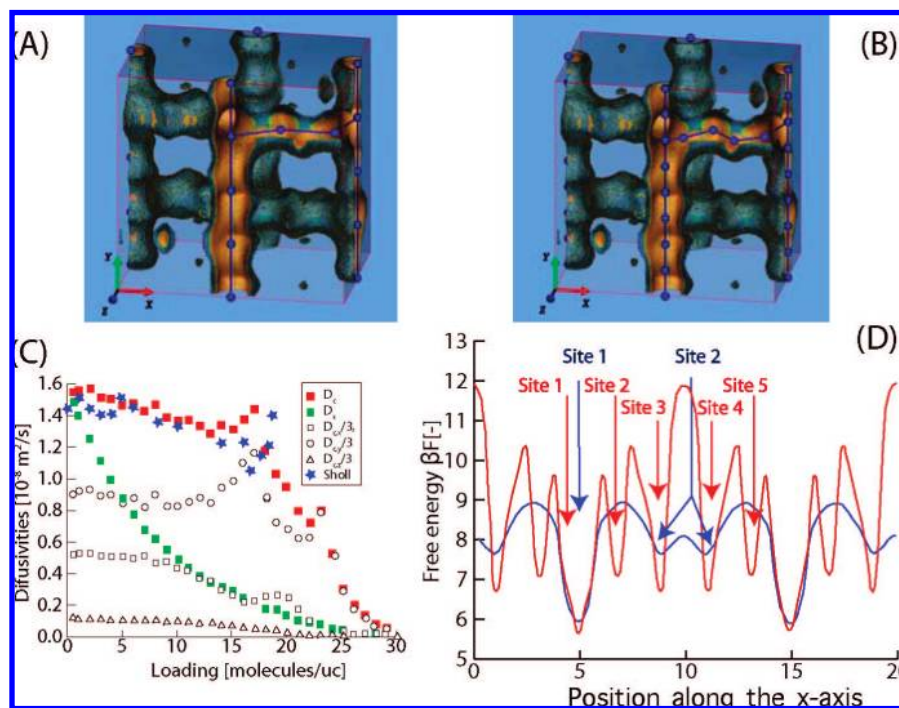 (A)
(B)
Y
X
Z
Y
X
Z
(C)
Difusivities [10⁻⁸ m²/s]
1.6
1.4
1.2
1.0
0.8
0.6
0.4
0.2
0.0
0
5
10
15
20
25
30
Loading [molecules/uc]
D_c
D_s
D_cx/3,
D_cy/3
D_cz/3
Sholl
(D)
Free energy βF[-]
13
12
11
10
9
8
7
6
5
Site 1
Site 2
Site 1
Site 2
Site 5
Site 3
Site 4
0
5
10
15
20
Position along the x-axis